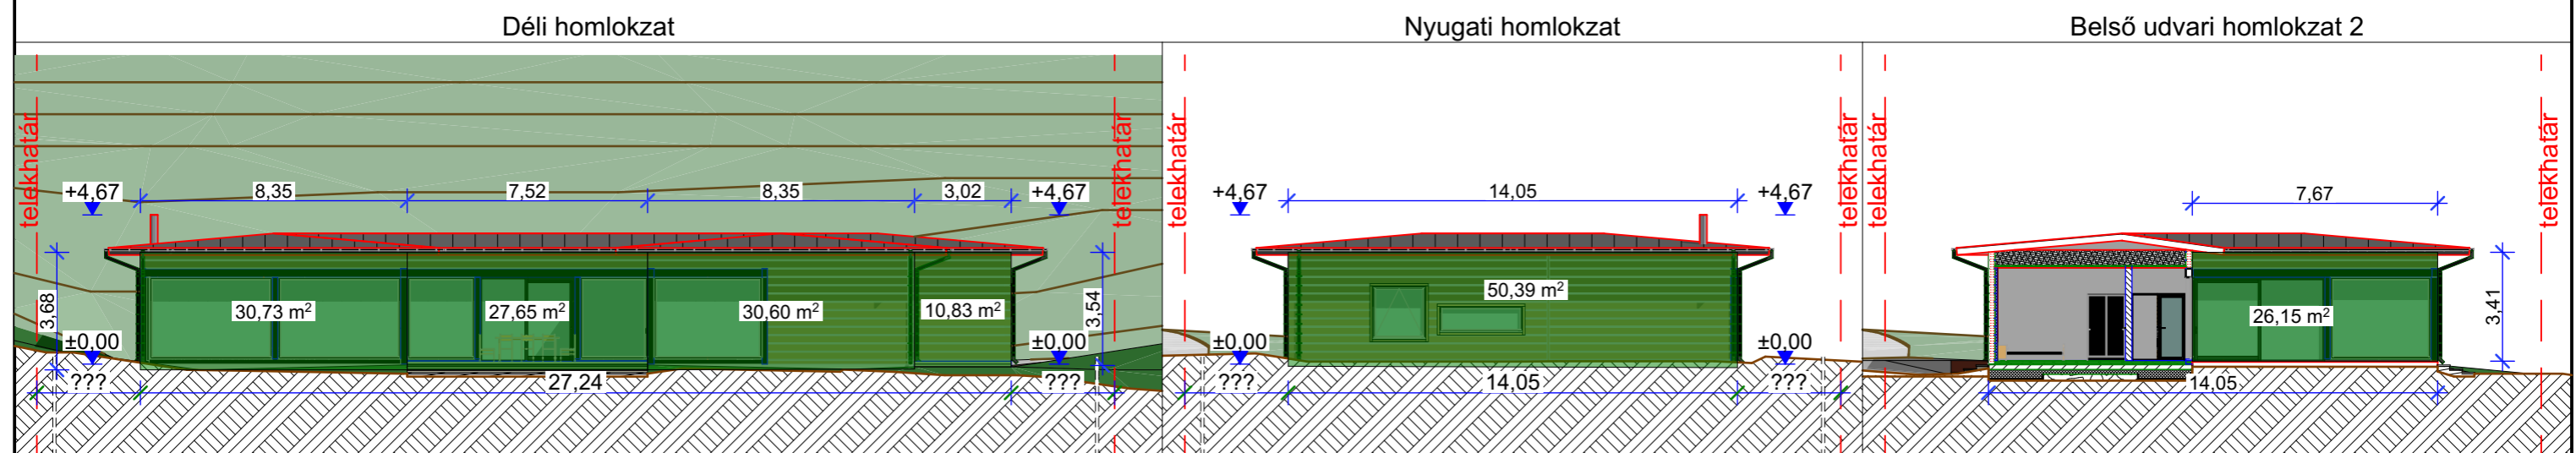 Déli homlokzat
Nyugati homlokzat
Belső udvari homlokzat 2
telekhatár
+4,67
8,35
7,52
8,35
3,02
+4,67
telekhatár
3,68
30,73 m²
27,65 m²
30,60 m²
10,83 m²
3,54
±0,00
±0,00
???
27,24
???
telekhatár
+4,67
14,05
+4,67
telekhatár
50,39 m²
±0,00
±0,00
???
14,05
???
telekhatár
7,67
telekhatár
26,15 m²
3,41
14,05